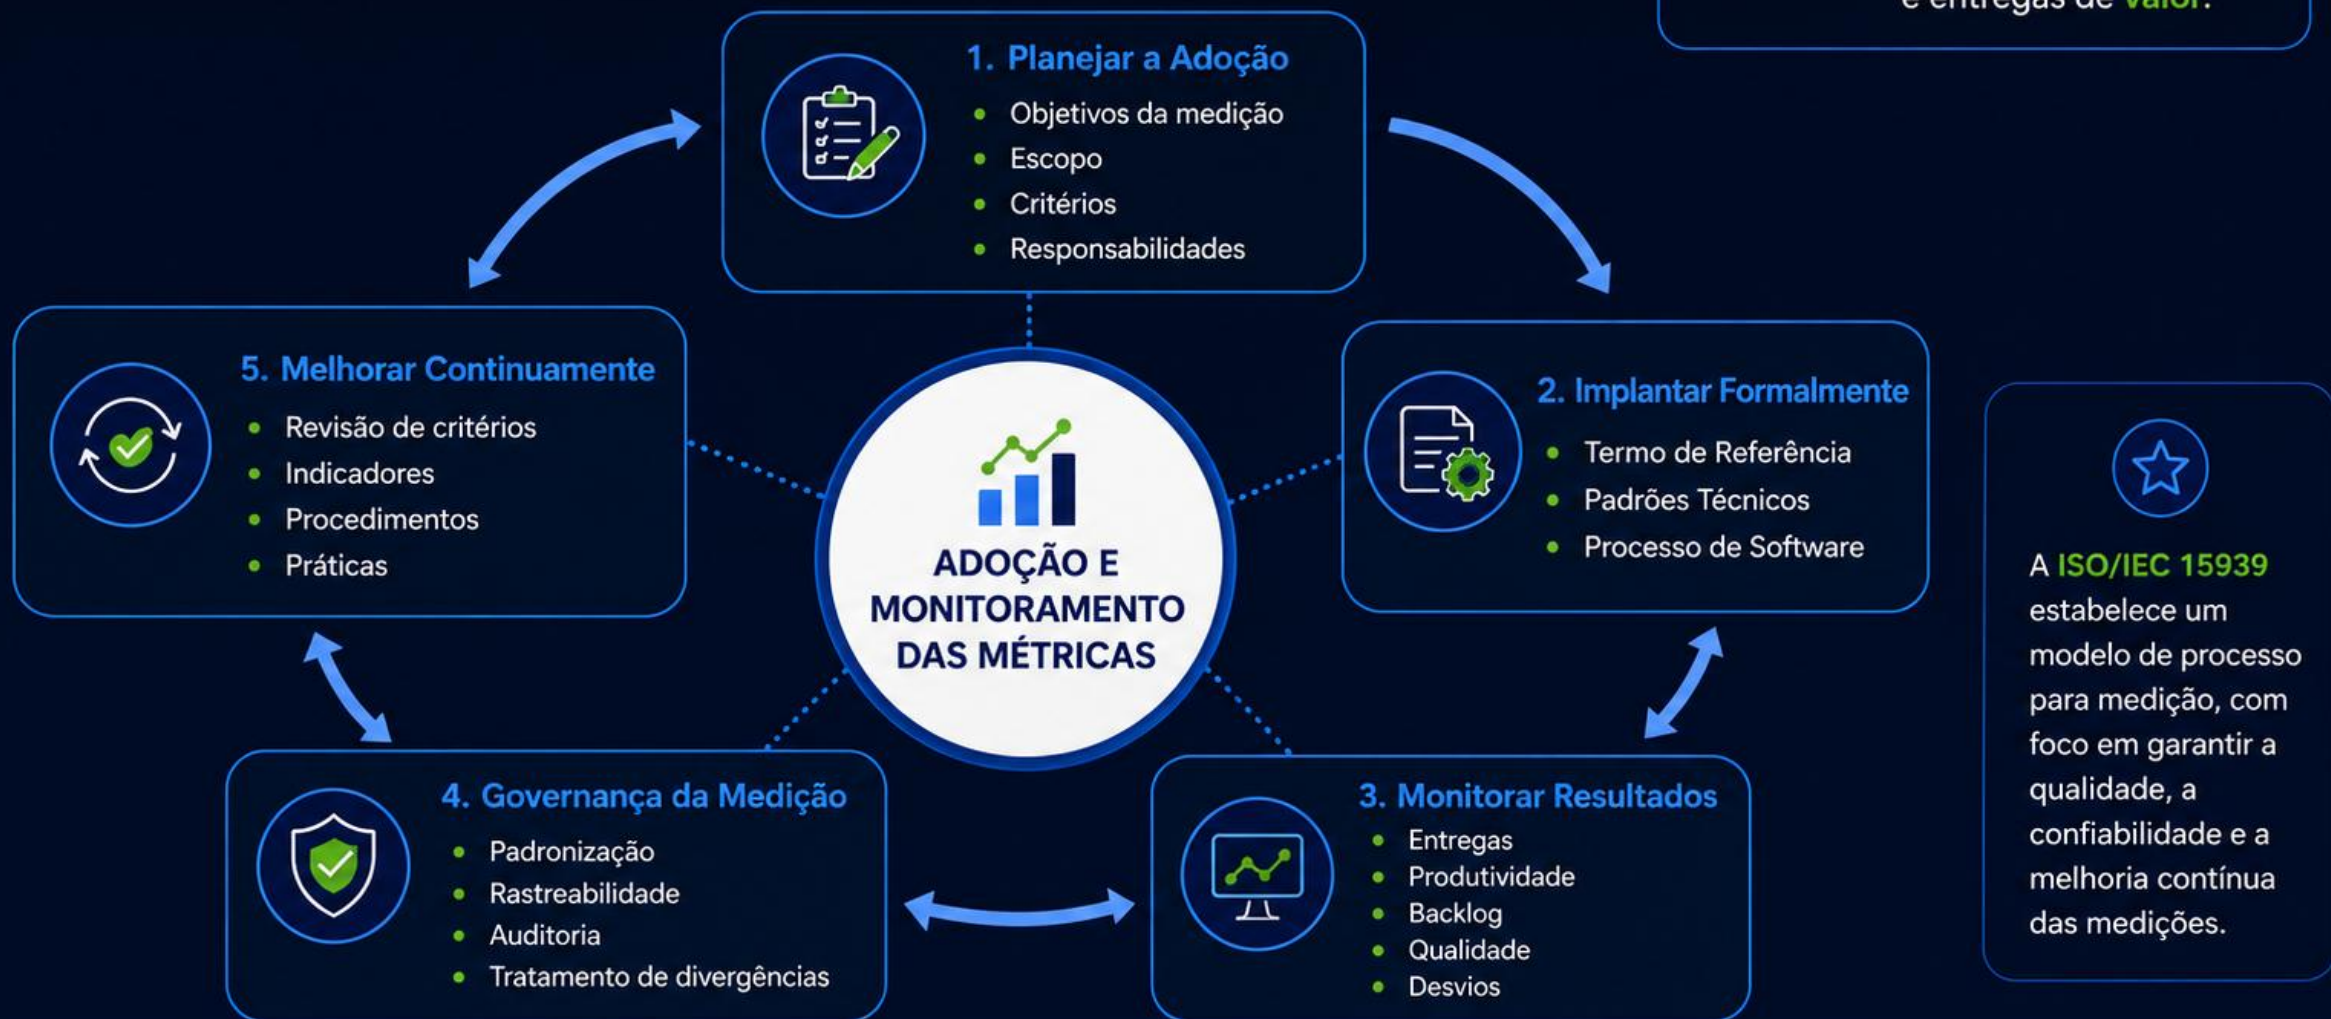 e entregas de valor.
1. Planejar a Adoção
• Objetivos da medição
• Escopo
• Critérios
• Responsabilidades
5. Melhorar Continuamente
• Revisão de critérios
• Indicadores
• Procedimentos
• Práticas
2. Implantar Formalmente
• Termo de Referência
• Padrões Técnicos
• Processo de Software
ADOÇÃO E
MONITORAMENTO
DAS MÉTRICAS
A ISO/IEC 15939
estabelece um
modelo de processo
para medição, com
foco em garantir a
qualidade, a
confiabilidade e a
melhoria contínua
das medições.
4. Governança da Medição
• Padronização
• Rastreabilidade
• Auditoria
• Tratamento de divergências
3. Monitorar Resultados
• Entregas
• Produtividade
• Backlog
• Qualidade
• Desvios